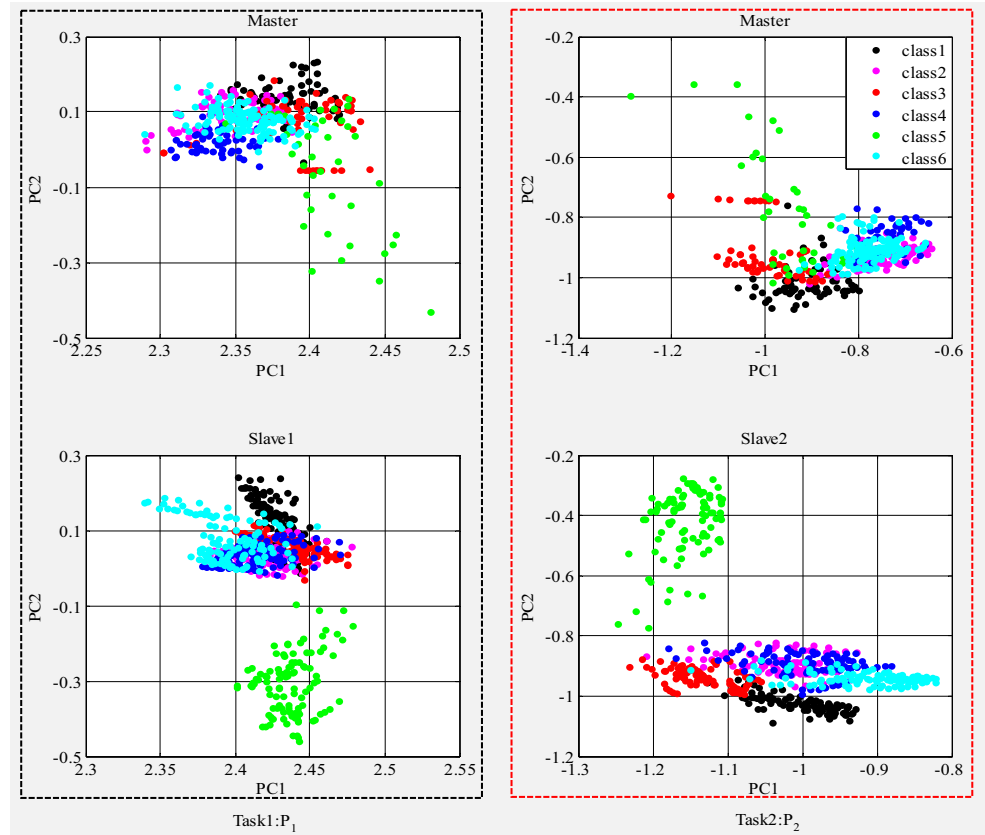 Master
0.3
0.1
-0.1
-0.3
-0.5
PC2
2.25
2.3
2.35
2.4
2.45
2.5
PC1
Master
-0.2
-0.4
-0.6
-0.8
-1
-1.2
PC2
-1.4
-1.2
-1
-0.8
-0.6
PC1
class1
class2
class3
class4
class5
class6
Slave1
0.3
0.1
-0.1
-0.3
-0.5
PC2
2.3
2.35
2.4
2.45
2.5
2.55
PC1
Slave2
-0.2
-0.4
-0.6
-0.8
-1
-1.2
PC2
-1.3
-1.2
-1.1
-1
-0.9
-0.8
PC1
Task1:P₁
Task2:P₂